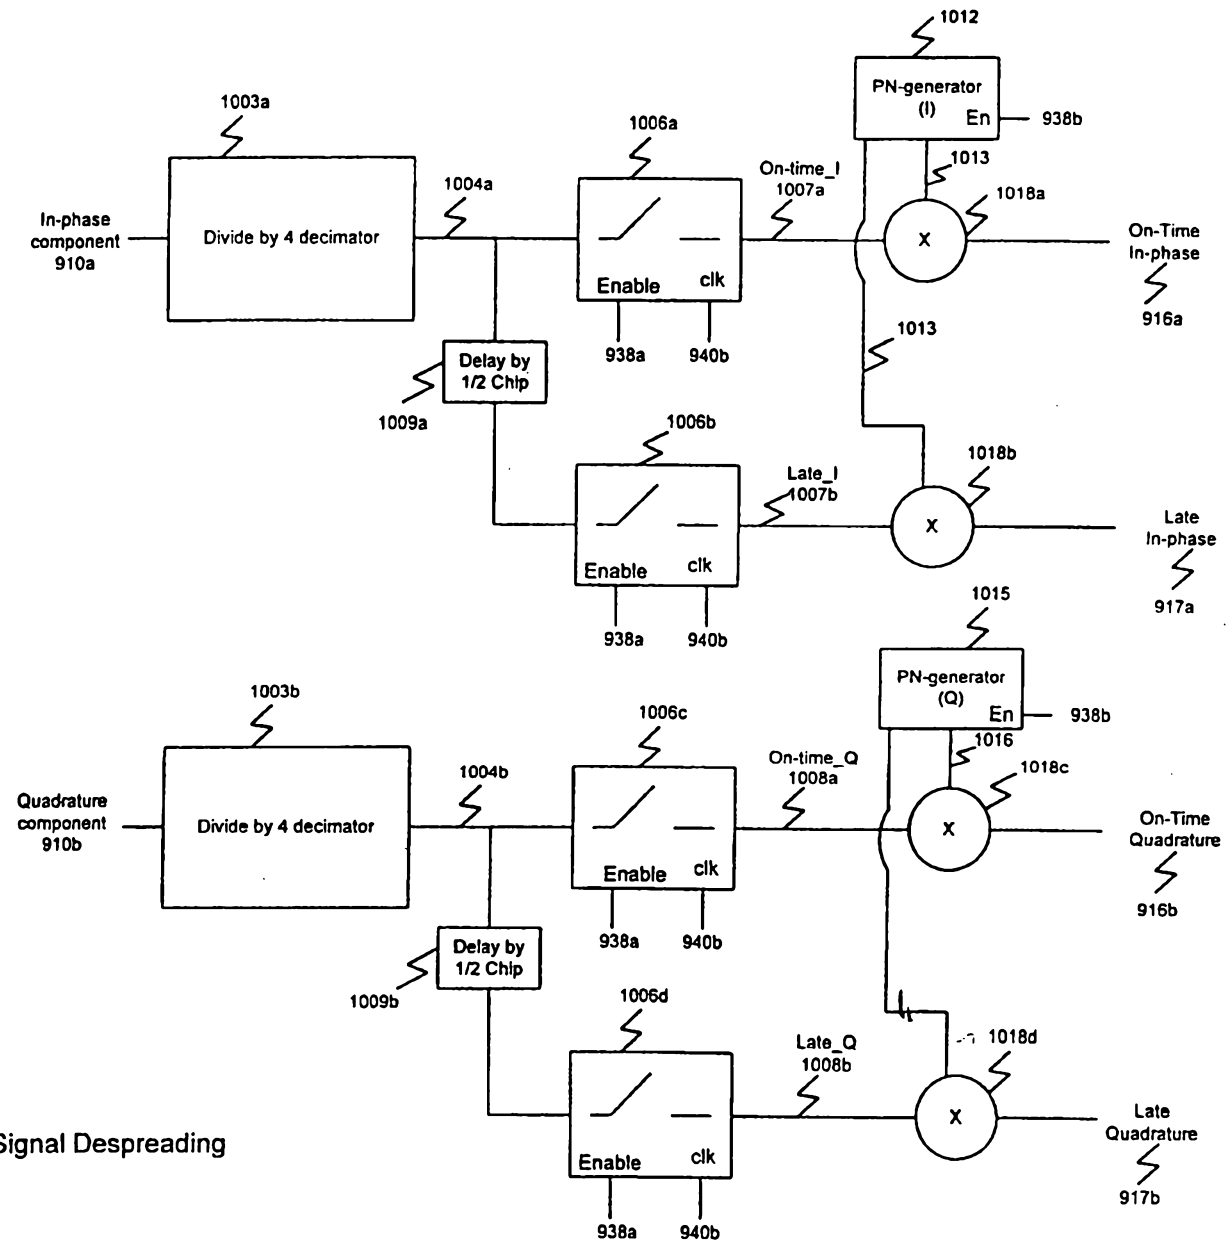 1012
PN-generator
(I)
En
938b
1003a
1006a
1013
On-time_I
1007a
1018a
1004a
In-phase
component
910a
Divide by 4 decimator
X
On-Time
In-phase
916a
Enable
clk
938a
940b
1013
Delay by
1/2 Chip
1009a
1006b
1018b
Late_I
1007b
X
Late
In-phase
917a
Enable
clk
938a
940b
1015
PN-generator
(Q)
En
938b
1003b
1006c
1016
On-time_Q
1008a
1018c
1004b
Quadrature
component
910b
Divide by 4 decimator
X
On-Time
Quadrature
916b
Enable
clk
938a
940b
Delay by
1/2 Chip
1009b
1006d
Late_Q
1008b
1018d
X
Late
Quadrature
917b
Enable
clk
938a
940b
Signal Despreading